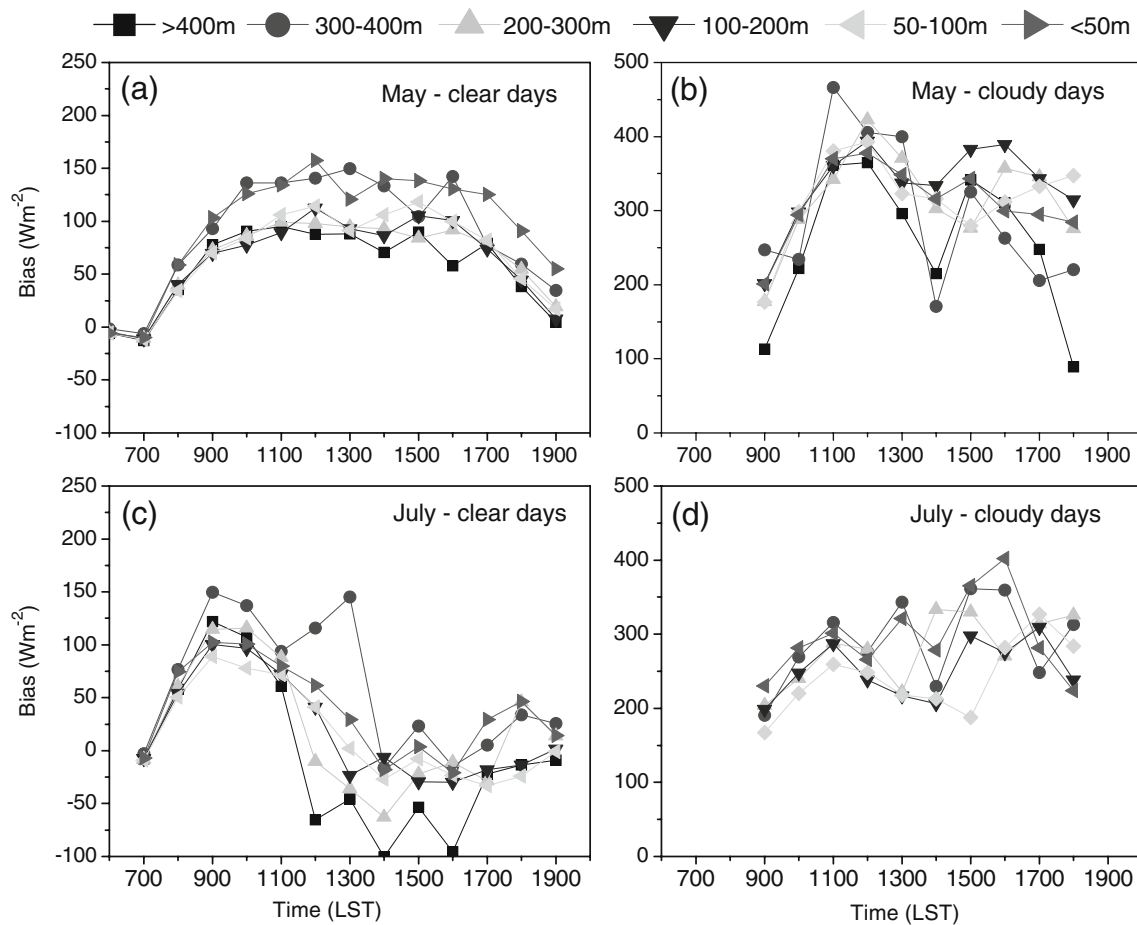 >400m 300-400m 200-300m 100-200m 50-100m <50m
(a) May - clear days
250
200
150
100
50
0
-50
-100
Bias (Wm-2)
700 900 1100 1300 1500 1700 1900
(b) May - cloudy days
500
400
300
200
100
0
700 900 1100 1300 1500 1700 1900
(c) July - clear days
250
200
150
100
50
0
-50
-100
Bias (Wm-2)
700 900 1100 1300 1500 1700 1900
Time (LST)
(d) July - cloudy days
500
400
300
200
100
0
700 900 1100 1300 1500 1700 1900
Time (LST)